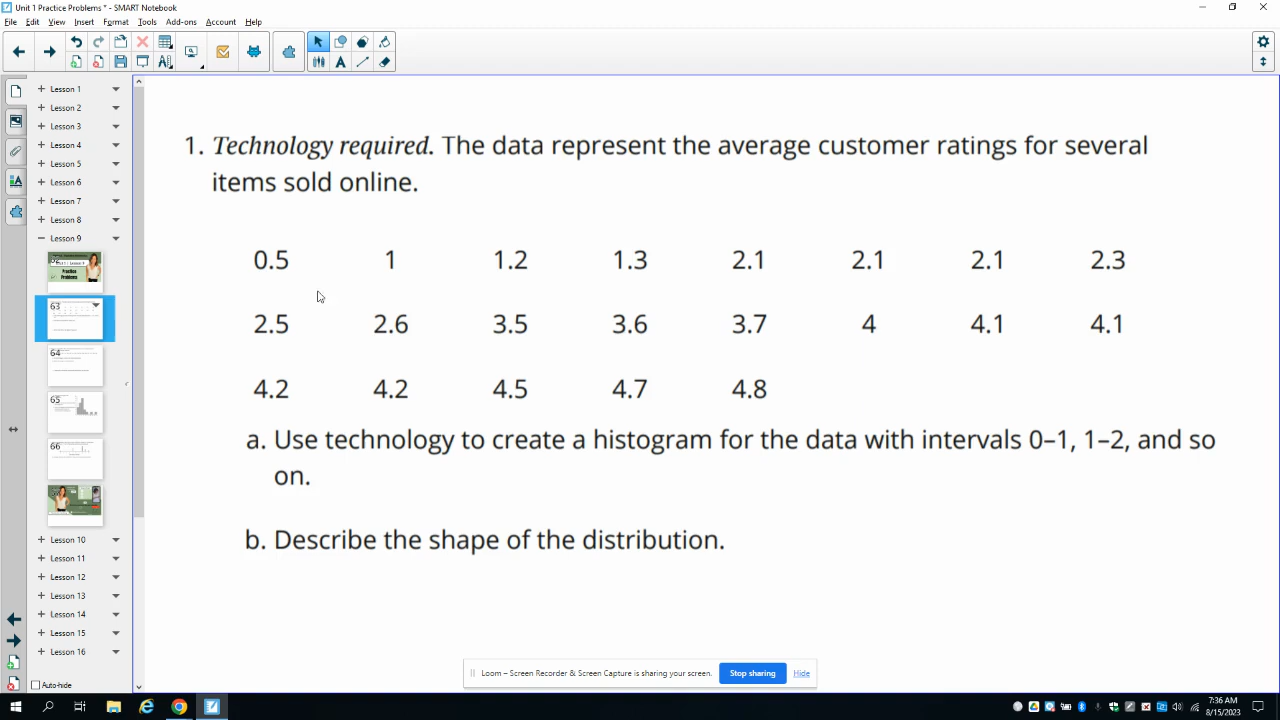 Unit 1 Practice Problems * - SMART Notebook
File Edit View Insert Format Tools Add-ons Account Help
Lesson 1
Lesson 2
Lesson 3
Lesson 4
Lesson 5
Lesson 6
Lesson 7
Lesson 8
Lesson 9
Practice
Problems
63
64
65
66
Lesson 10
Lesson 11
Lesson 12
Lesson 13
Lesson 14
Lesson 15
Lesson 16
Auto-hide
1. Technology required. The data represent the average customer ratings for several
items sold online.
0.5 1 1.2 1.3 2.1 2.1 2.1 2.3
2.5 2.6 3.5 3.6 3.7 4 4.1 4.1
4.2 4.2 4.5 4.7 4.8
a. Use technology to create a histogram for the data with intervals 0–1, 1–2, and so
on.
b. Describe the shape of the distribution.
Loom – Screen Recorder & Screen Capture is sharing your screen. Stop sharing Hide
7:36 AM
8/15/2023